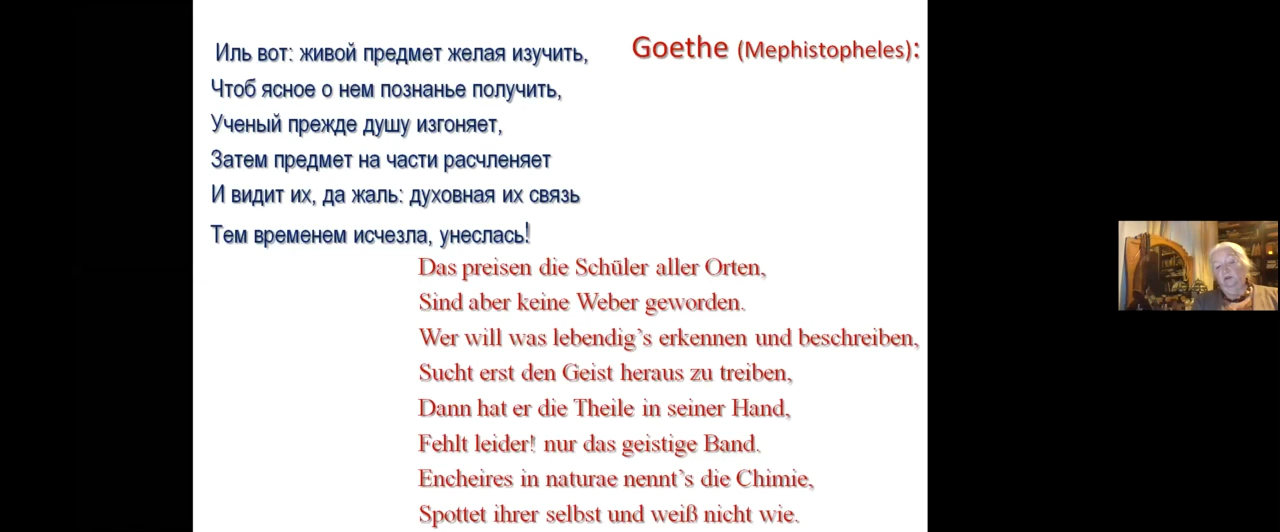 Иль вот: живой предмет желая изучить,
Goethe (Mephistopheles):
Чтоб ясное о нем познанье получить,
Ученый прежде душу изгоняет,
Затем предмет на части расчленяет
И видит их, да жаль: духовная их связь
Тем временем исчезла, унеслась!
Das preisen die Schüler aller Orten,
Sind aber keine Weber geworden.
Wer will was lebendig’s erkennen und beschreiben,
Sucht erst den Geist heraus zu treiben,
Dann hat er die Theile in seiner Hand,
Fehlt leider! nur das geistige Band.
Encheires in naturae nennt’s die Chimie,
Spottet ihrer selbst und weiß nicht wie.